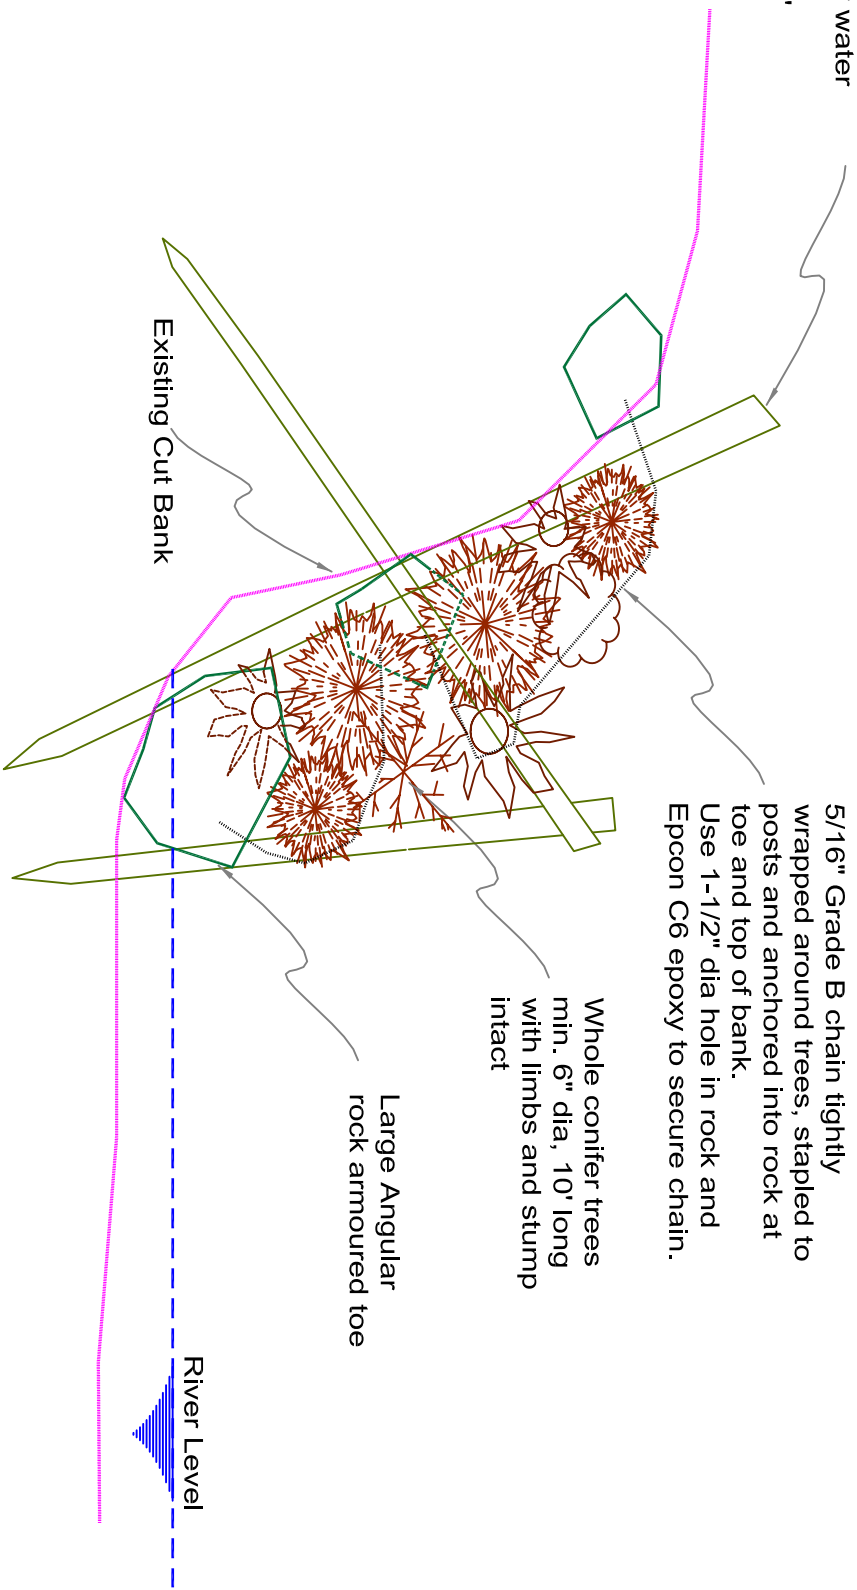 water
5/16" Grade B chain tightly
wrapped around trees, stapled to
posts and anchored into rock at
toe and top of bank.
Use 1-1/2" dia hole in rock and
Epcon C6 epoxy to secure chain.
Existing Cut Bank
Whole conifer trees
min. 6" dia, 10' long
with limbs and stump
intact
Large Angular
rock armoured toe
River Level